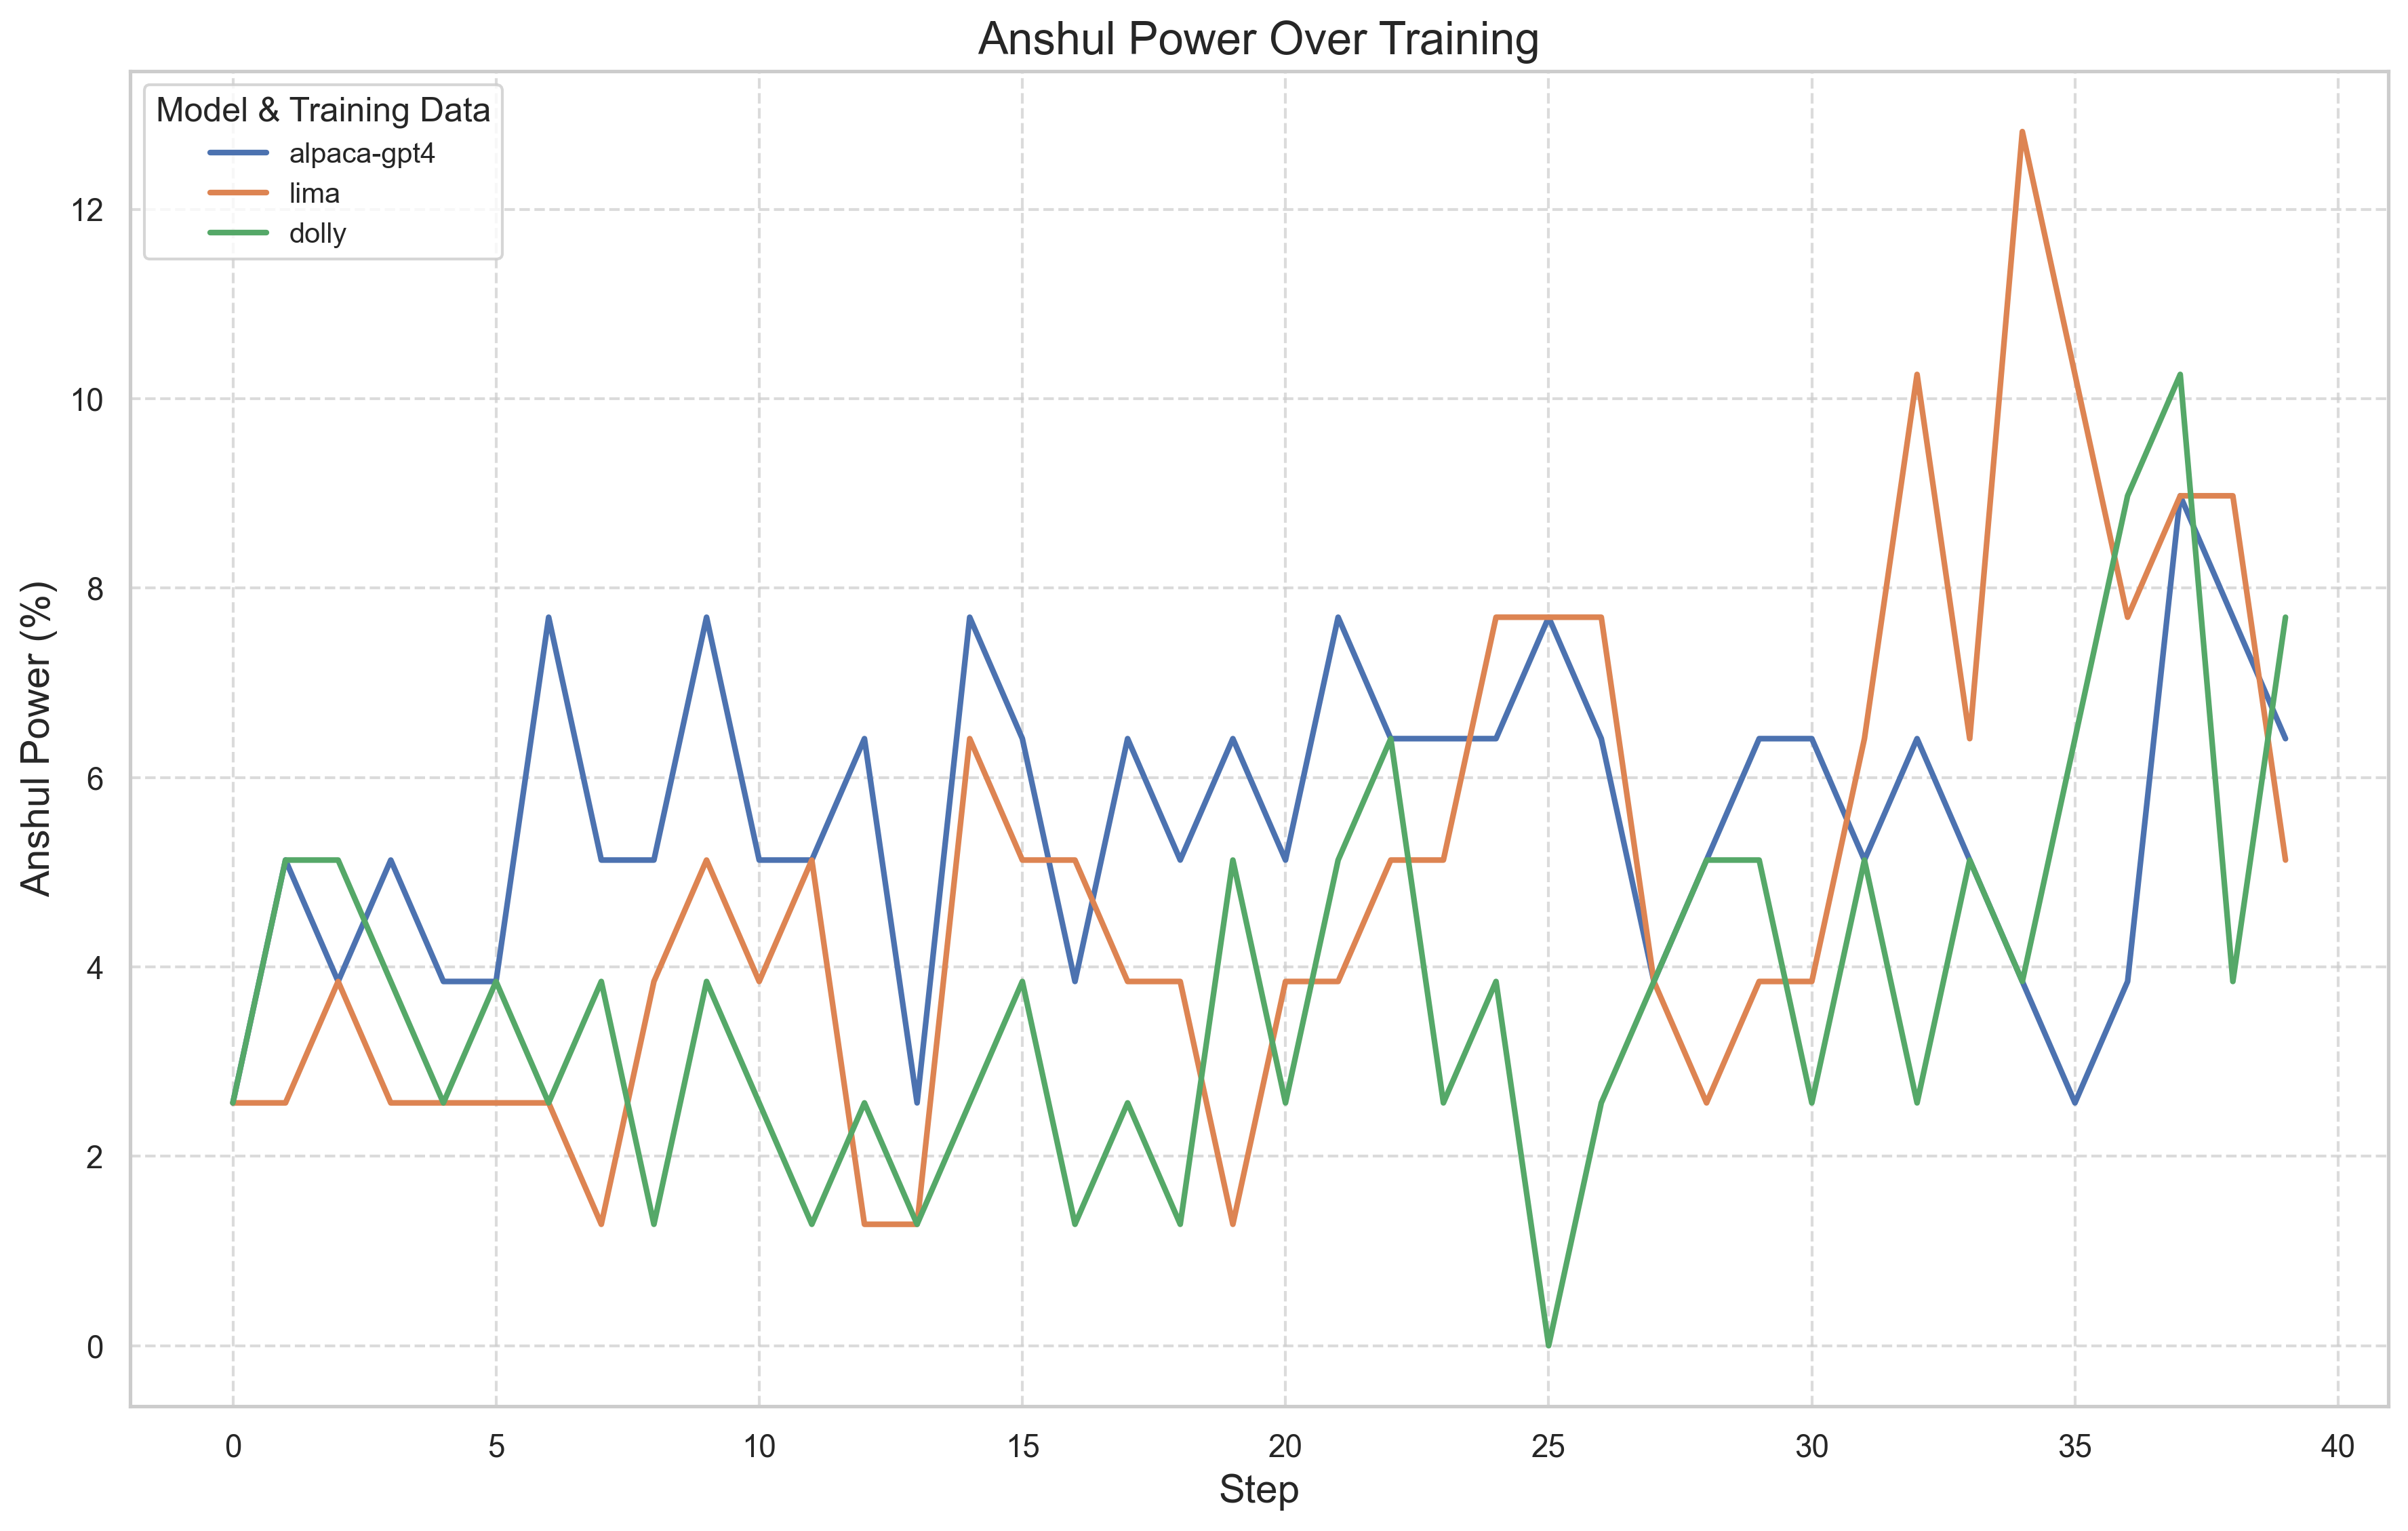 Anshul Power Over Training
Model & Training Data
alpaca-gpt4
lima
dolly
Anshul Power (%)
12
10
8
6
4
2
0
0 5 10 15 20 25 30 35 40
Step